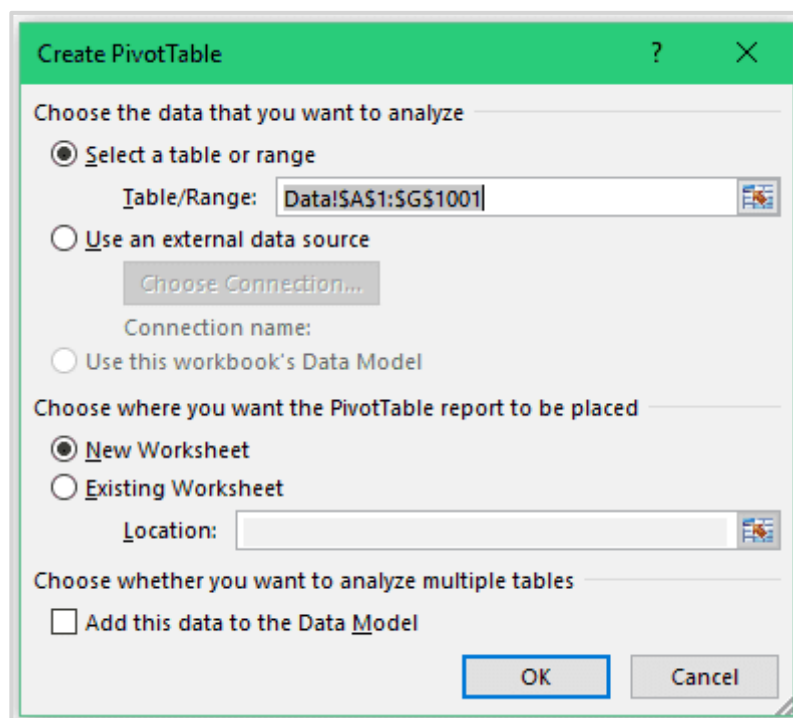 Create PivotTable ?
Choose the data that you want to analyze
Select a table or range
Table/Range: Data!$A$1:$G$1001
Use an external data source
Choose Connection...
Connection name:
Use this workbook's Data Model
Choose where you want the PivotTable report to be placed
New Worksheet
Existing Worksheet
Location:
Choose whether you want to analyze multiple tables
Add this data to the Data Model
OK Cancel